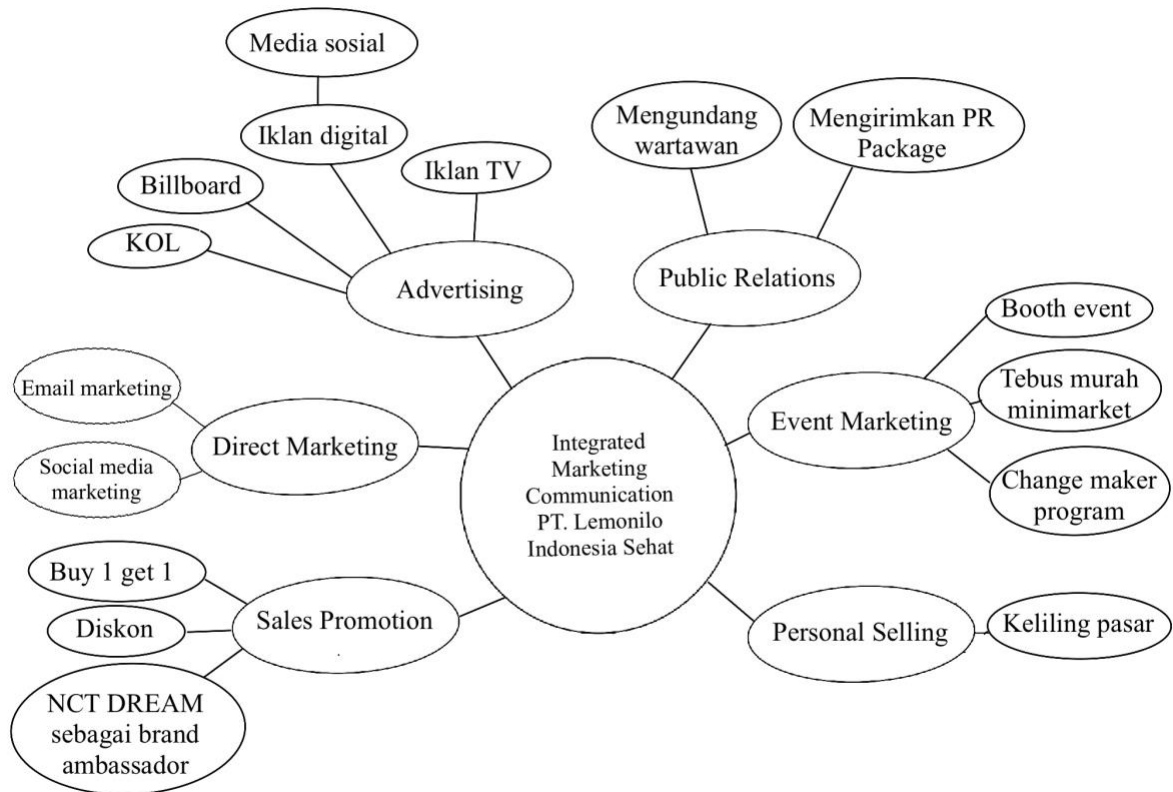 Media sosial
Iklan digital
Iklan TV
Billboard
KOL
Advertising
Mengundang
wartawan
Mengirimkan PR
Package
Public Relations
Booth event
Tebus murah
minimarket
Change maker
program
Event Marketing
Email marketing
Social media
marketing
Direct Marketing
Integrated
Marketing
Communication
PT. Lemonilo
Indonesia Sehat
Buy 1 get 1
Diskon
NCT DREAM
sebagai brand
ambassador
Sales Promotion
Personal Selling
Keliling pasar